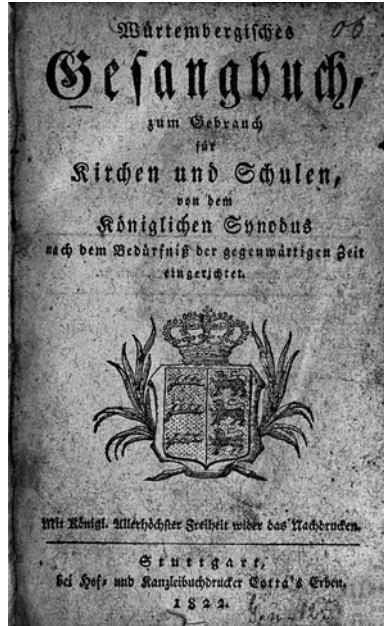 Würtembergisches
Gesangbuch,
zum Gebrauch
für
Kirchen und Schulen,
von dem
Königlichen Synodus
nach dem Bedürfniß der gegenwärtigen Zeit
eingerichtet.
Mit Königl. Allerhöchster Freiheit wider das Nachdrucken.
Stuttgart,
bei Hof- und Kanzleibuchdrucker Cotta's Erben.
1822.